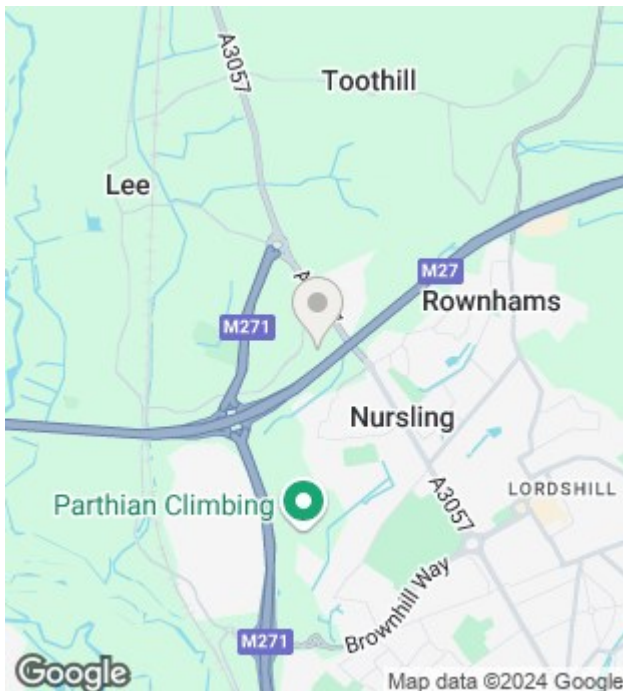 A3057
Toothill
Lee
M27
A
Rownhams
M271
Nursling
Parthian Climbing
A3057
LORDSHILL
Brownhill Way
M271
Google
Map data ©2024 Google